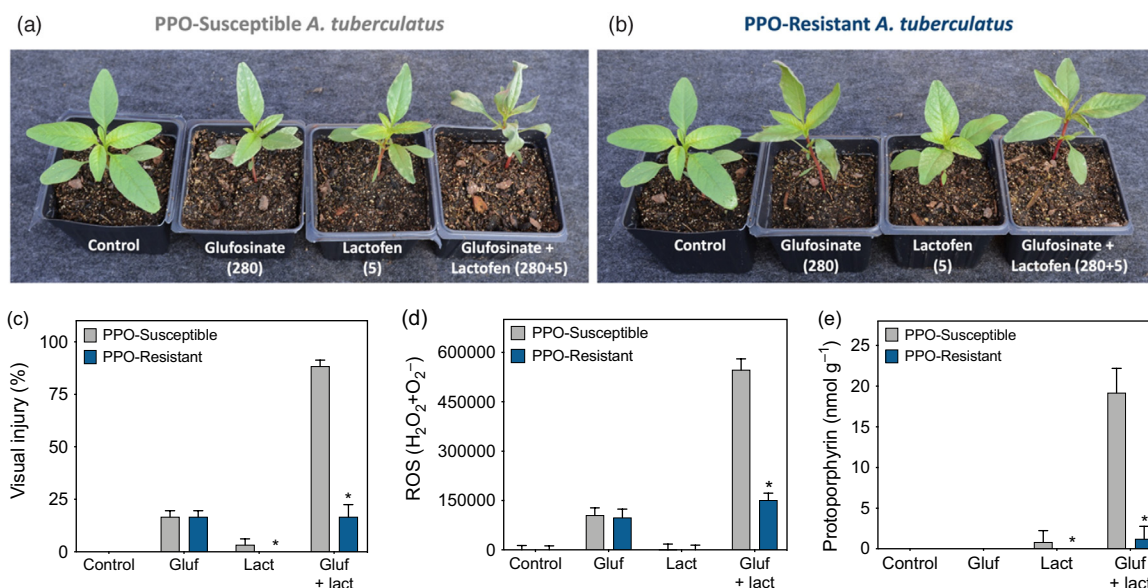 (a) PPO-Susceptible A. tuberculatus
Control
Glufosinate
(280)
Lactofen
(5)
Glufosinate +
Lactofen (280+5)
(b) PPO-Resistant A. tuberculatus
Control
Glufosinate
(280)
Lactofen
(5)
Glufosinate +
Lactofen (280+5)
(c)
PPO-Susceptible
PPO-Resistant
Visual injury (%)
100
75
50
25
0
*
*
Control Gluf Lact Gluf
+ lact
(d)
PPO-Susceptible
PPO-Resistant
ROS (H₂O₂+O₂⁻)
600000
450000
300000
150000
0
*
Control Gluf Lact Gluf
+ lact
(e)
PPO-Susceptible
PPO-Resistant
Protoporphyrin (nmol g⁻¹)
25
20
15
10
5
0
*
*
Control Gluf Lact Gluf
+ lact